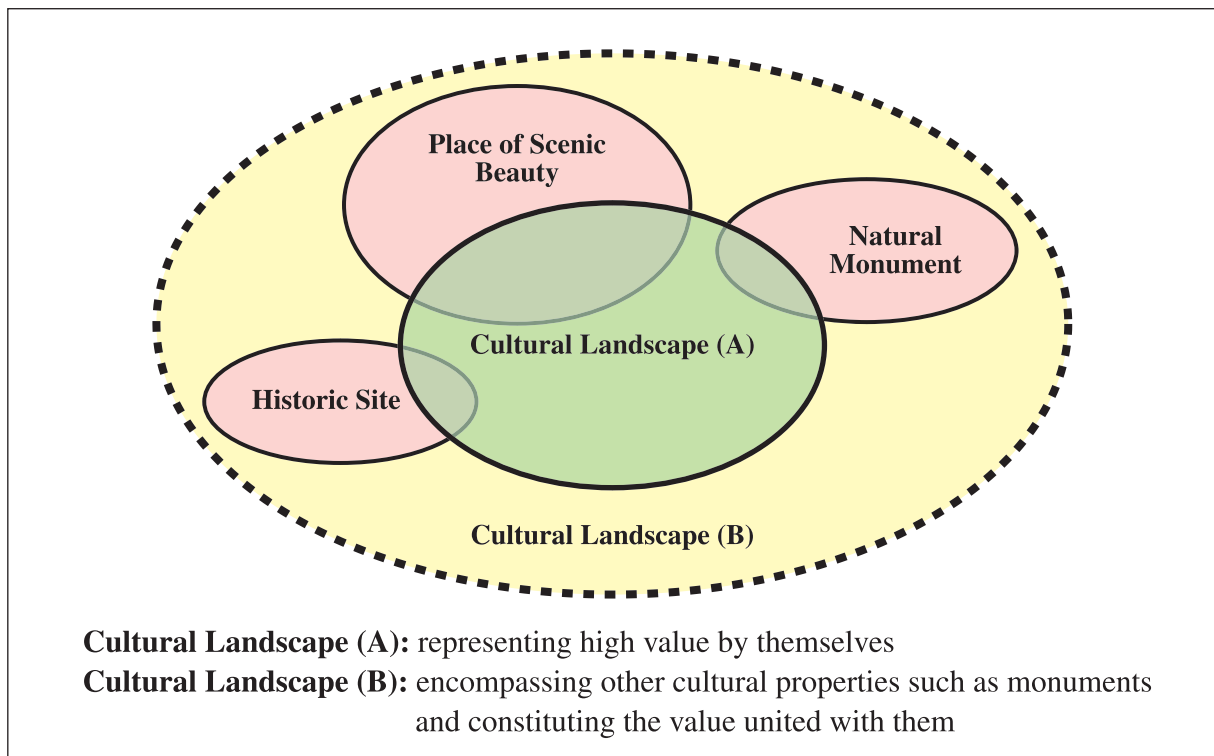 Place of Scenic
Beauty
Natural
Monument
Cultural Landscape (A)
Historic Site
Cultural Landscape (B)
Cultural Landscape (A): representing high value by themselves
Cultural Landscape (B): encompassing other cultural properties such as monuments
and constituting the value united with them